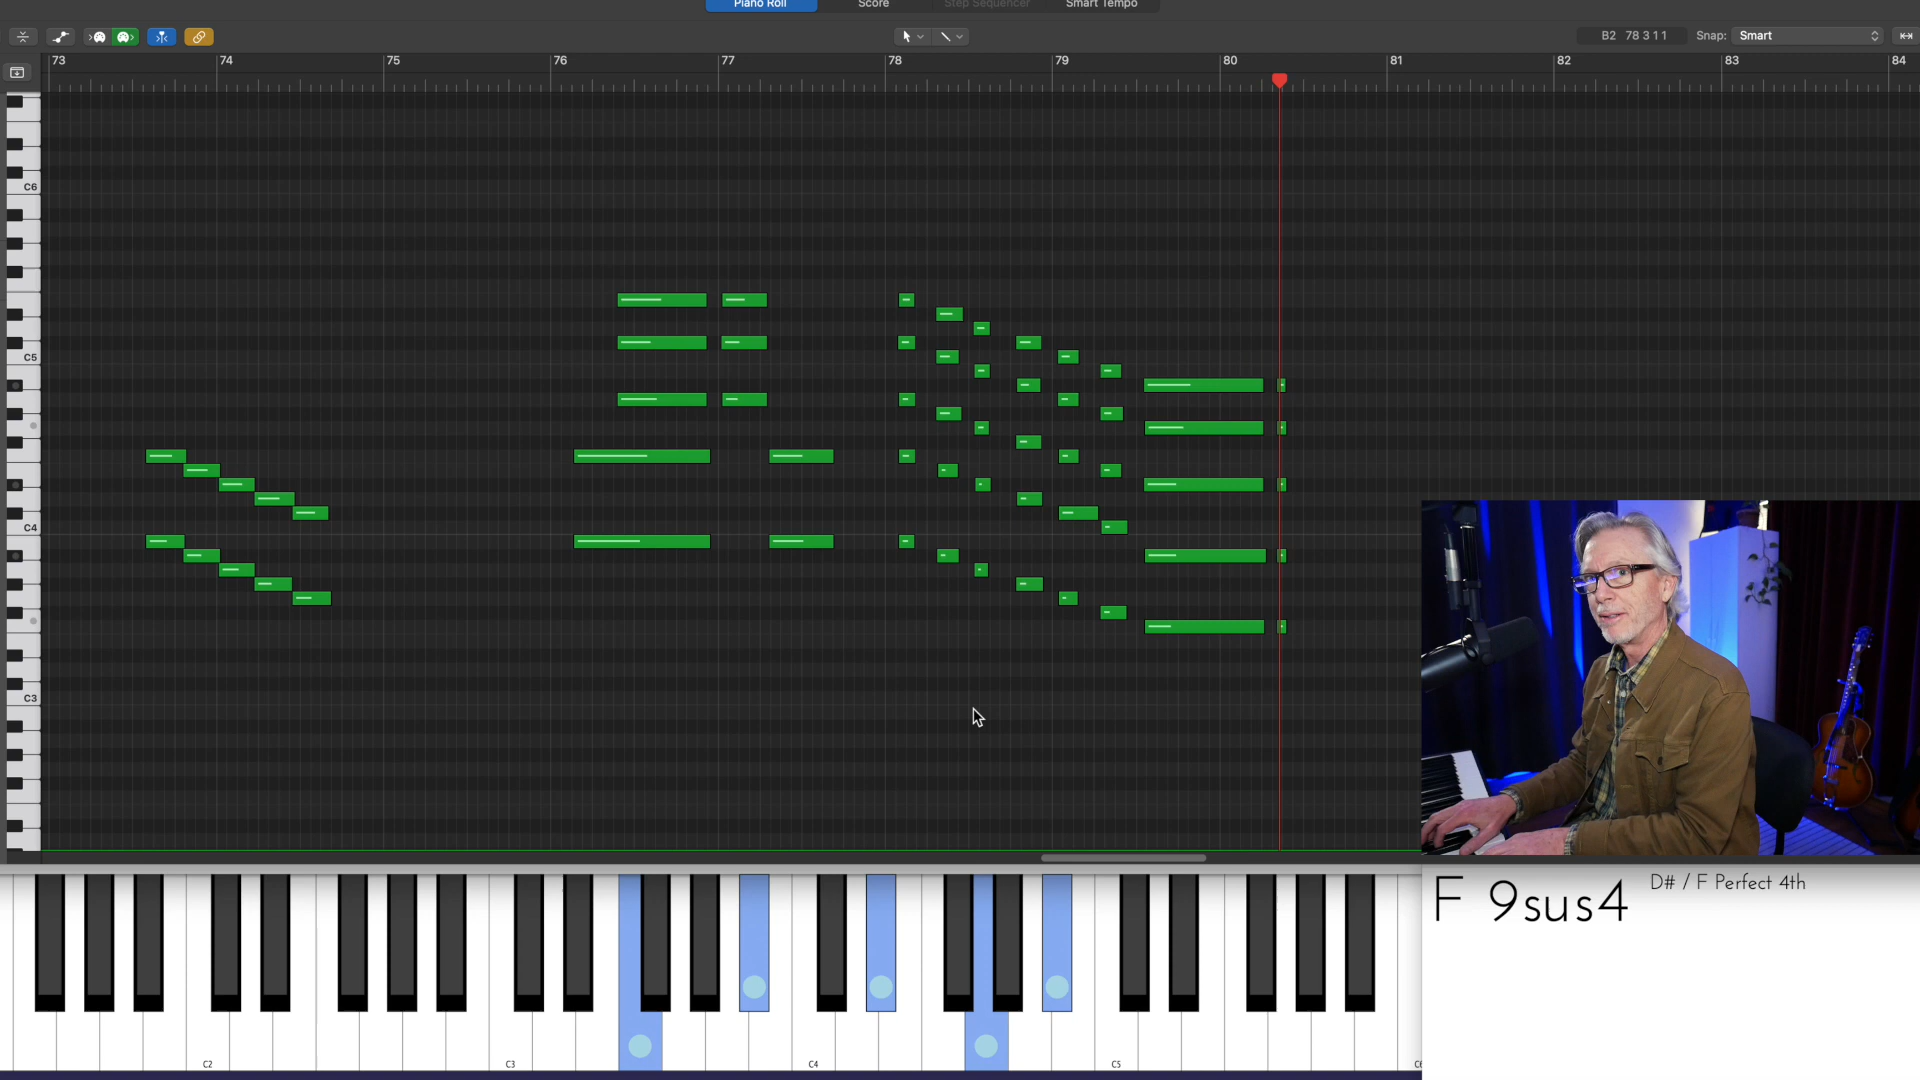 Piano Roll Score Step Sequencer Smart Tempo
B2 78 3 1 1 Snap: Smart
73 74 75 76 77 78 79 80 81 82 83 84
C6
C5
C4
C3
F 9sus4 D# / F Perfect 4th
C2 C3 C4 C5 C6